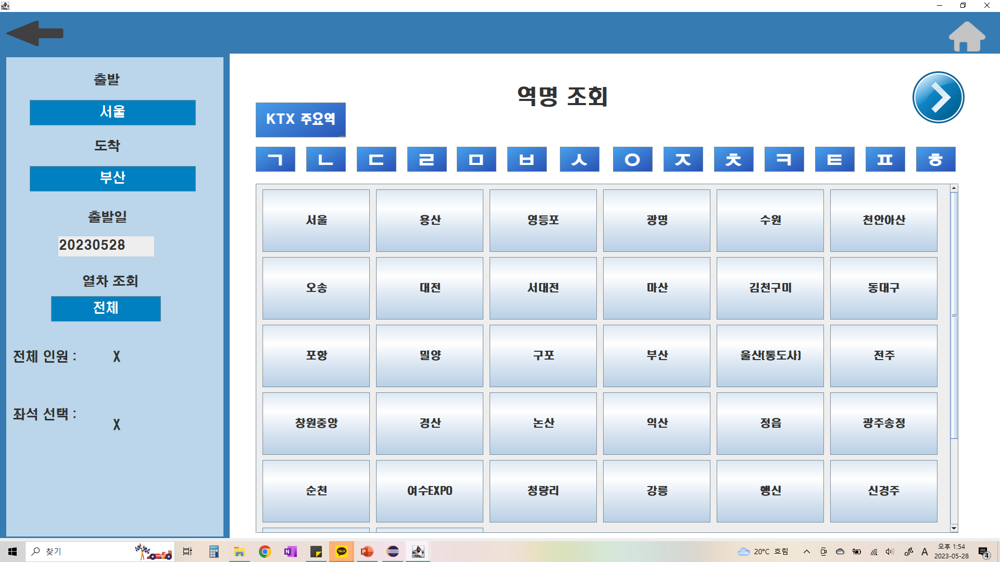 출발
서울
도착
부산
출발일
20230528
열차 조회
전체
전체 인원 : X
좌석 선택 : X
역명 조회
KTX 주요역
ㄱ ㄴ ㄷ ㄹ ㅁ ㅂ ㅅ ㅇ ㅈ ㅊ ㅋ ㅌ ㅍ ㅎ
서울 용산 영등포 광명 수원 천안아산
오송 대전 서대전 마산 김천구미 동대구
포항 밀양 구포 부산 울산(통도사) 전주
창원중앙 경산 논산 익산 정읍 광주송정
순천 여수EXPO 청량리 강릉 행신 신경주
찾기
N
TALK
P
20°C 흐림
A
오후 1:54
2023-05-28
4